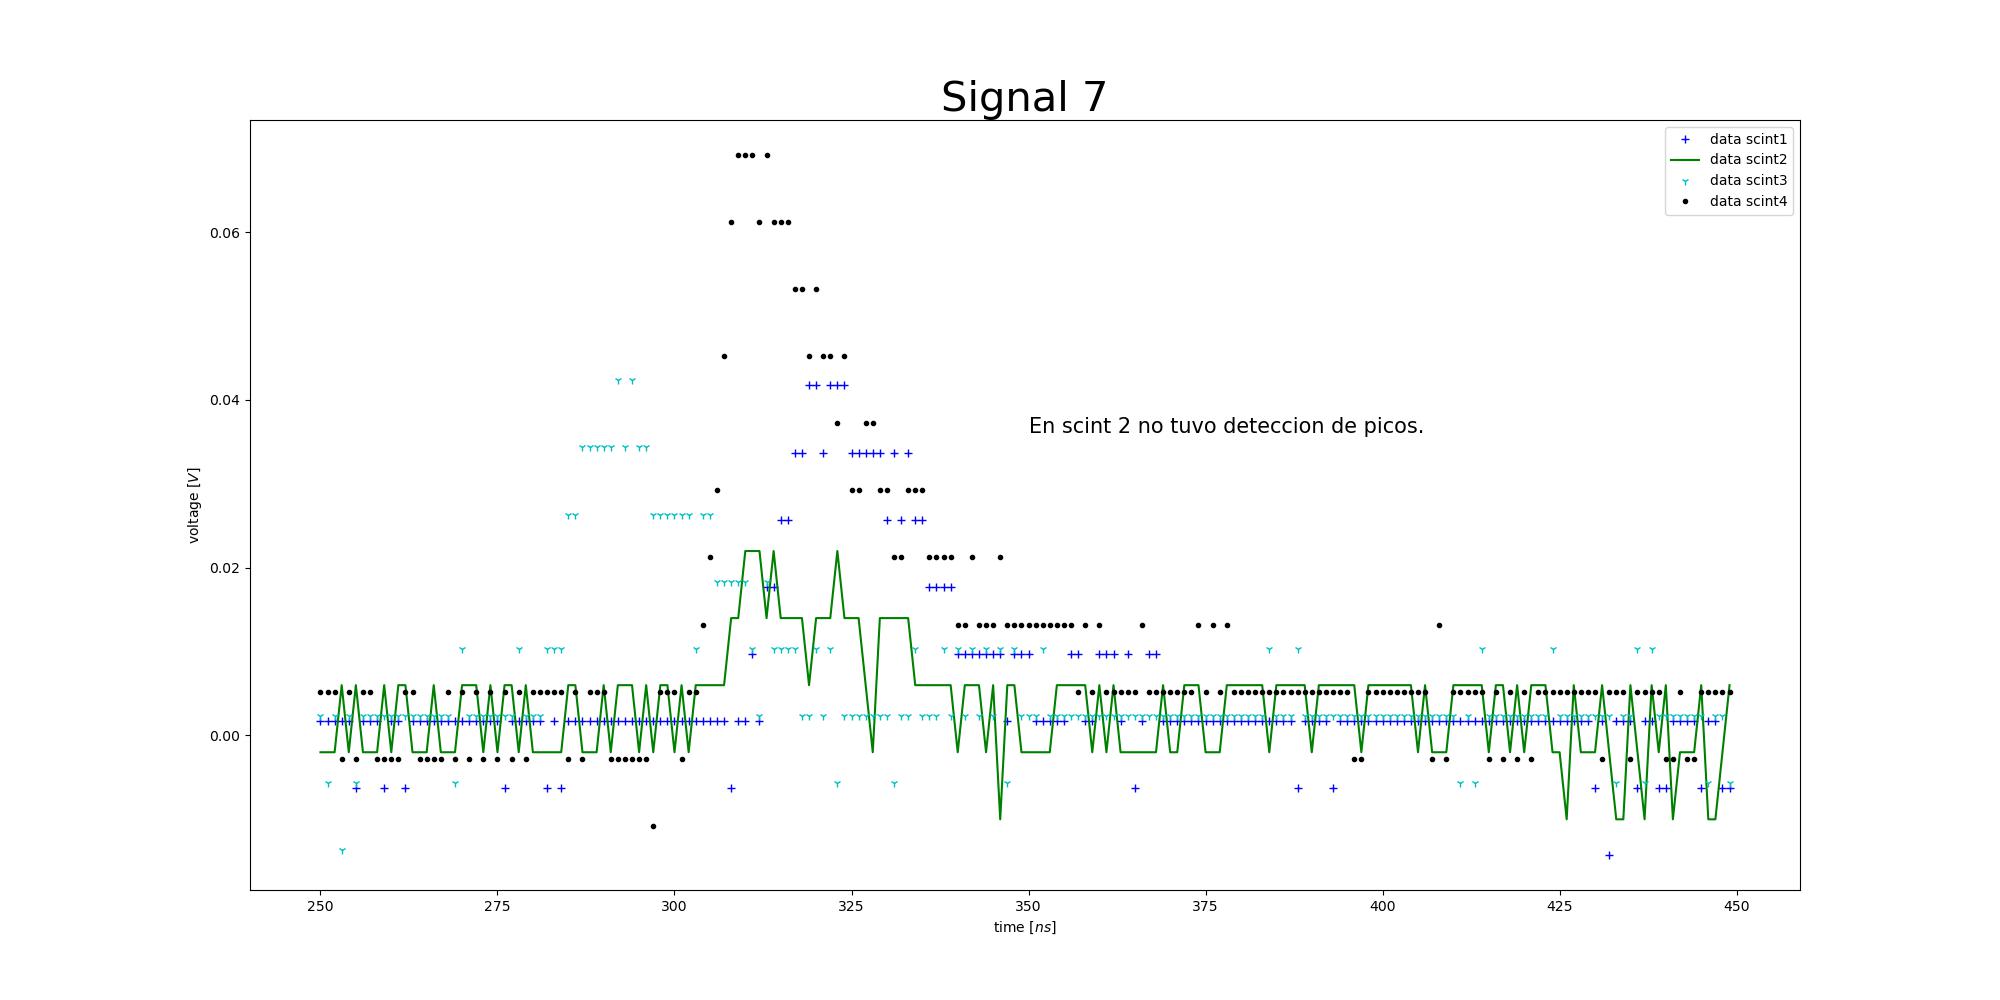 Signal 7
data scint1
data scint2
data scint3
data scint4
0.06
0.04
0.02
0.00
voltage [V]
En scint 2 no tuvo deteccion de picos.
250 275 300 325 350 375 400 425 450
time [ns]